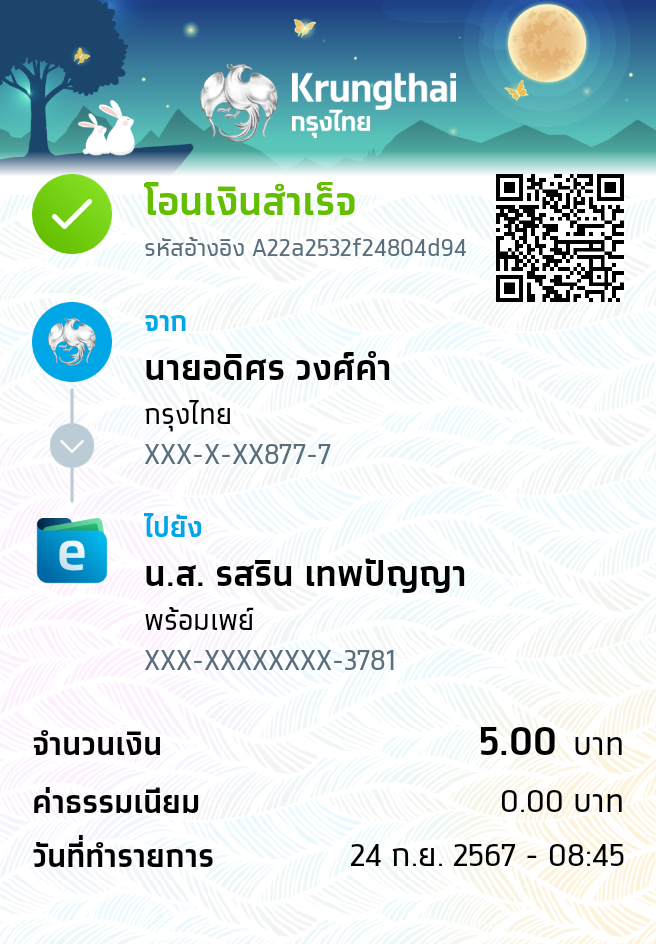 Krungthai
กรุงไทย
โอนเงินสำเร็จ
รหัสอ้างอิง A22a2532f24804d94
จาก
นายอดิศร วงศ์คำ
กรุงไทย
XXX-X-XX877-7
ไปยัง
e
น.ส. รสริน เทพปัญญา
พร้อมเพย์
XXX-XXXXXXXX-3781
จำนวนเงิน 5.00 บาท
ค่าธรรมเนียม 0.00 บาท
วันที่ทำรายการ 24 ก.ย. 2567 - 08:45